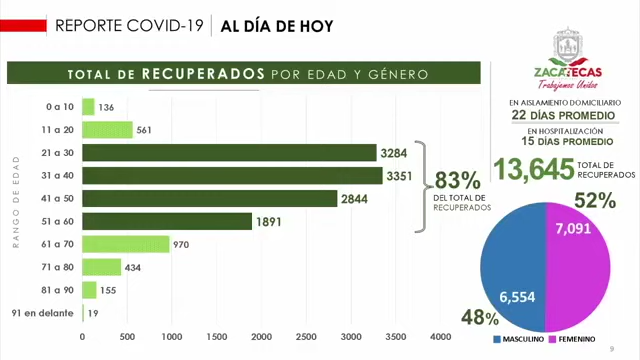 REPORTE COVID-19 AL DÍA DE HOY
TOTAL DE RECUPERADOS POR EDAD Y GÉNERO
RANGO DE EDAD
0 a 10 136
11 a 20 561
21 a 30 3284
31 a 40 3351
41 a 50 2844
51 a 60 1891
61 a 70 970
71 a 80 434
81 a 90 155
91 en delante 19
0 500 1000 1500 2000 2500 3000 3500 4000
83%
DEL TOTAL DE
RECUPERADOS
ZACATECAS
Trabajemos Unidos
EN AISLAMIENTO DOMICILIARIO
22 DÍAS PROMEDIO
EN HOSPITALIZACIÓN
15 DÍAS PROMEDIO
13,645 TOTAL DE
RECUPERADOS
52%
7,091
6,554
48%
MASCULINO FEMENINO
9